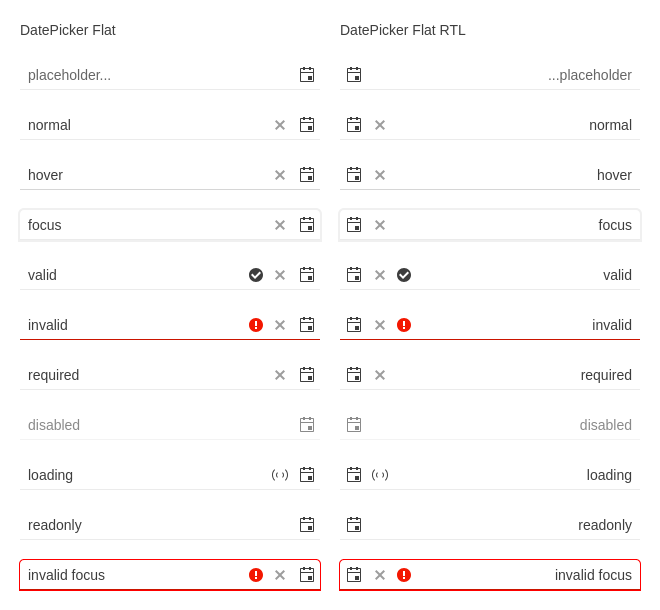 DatePicker Flat
placeholder...
normal
hover
focus
valid
invalid
required
disabled
loading
readonly
invalid focus
DatePicker Flat RTL
...placeholder
normal
hover
focus
valid
invalid
required
disabled
loading
readonly
invalid focus